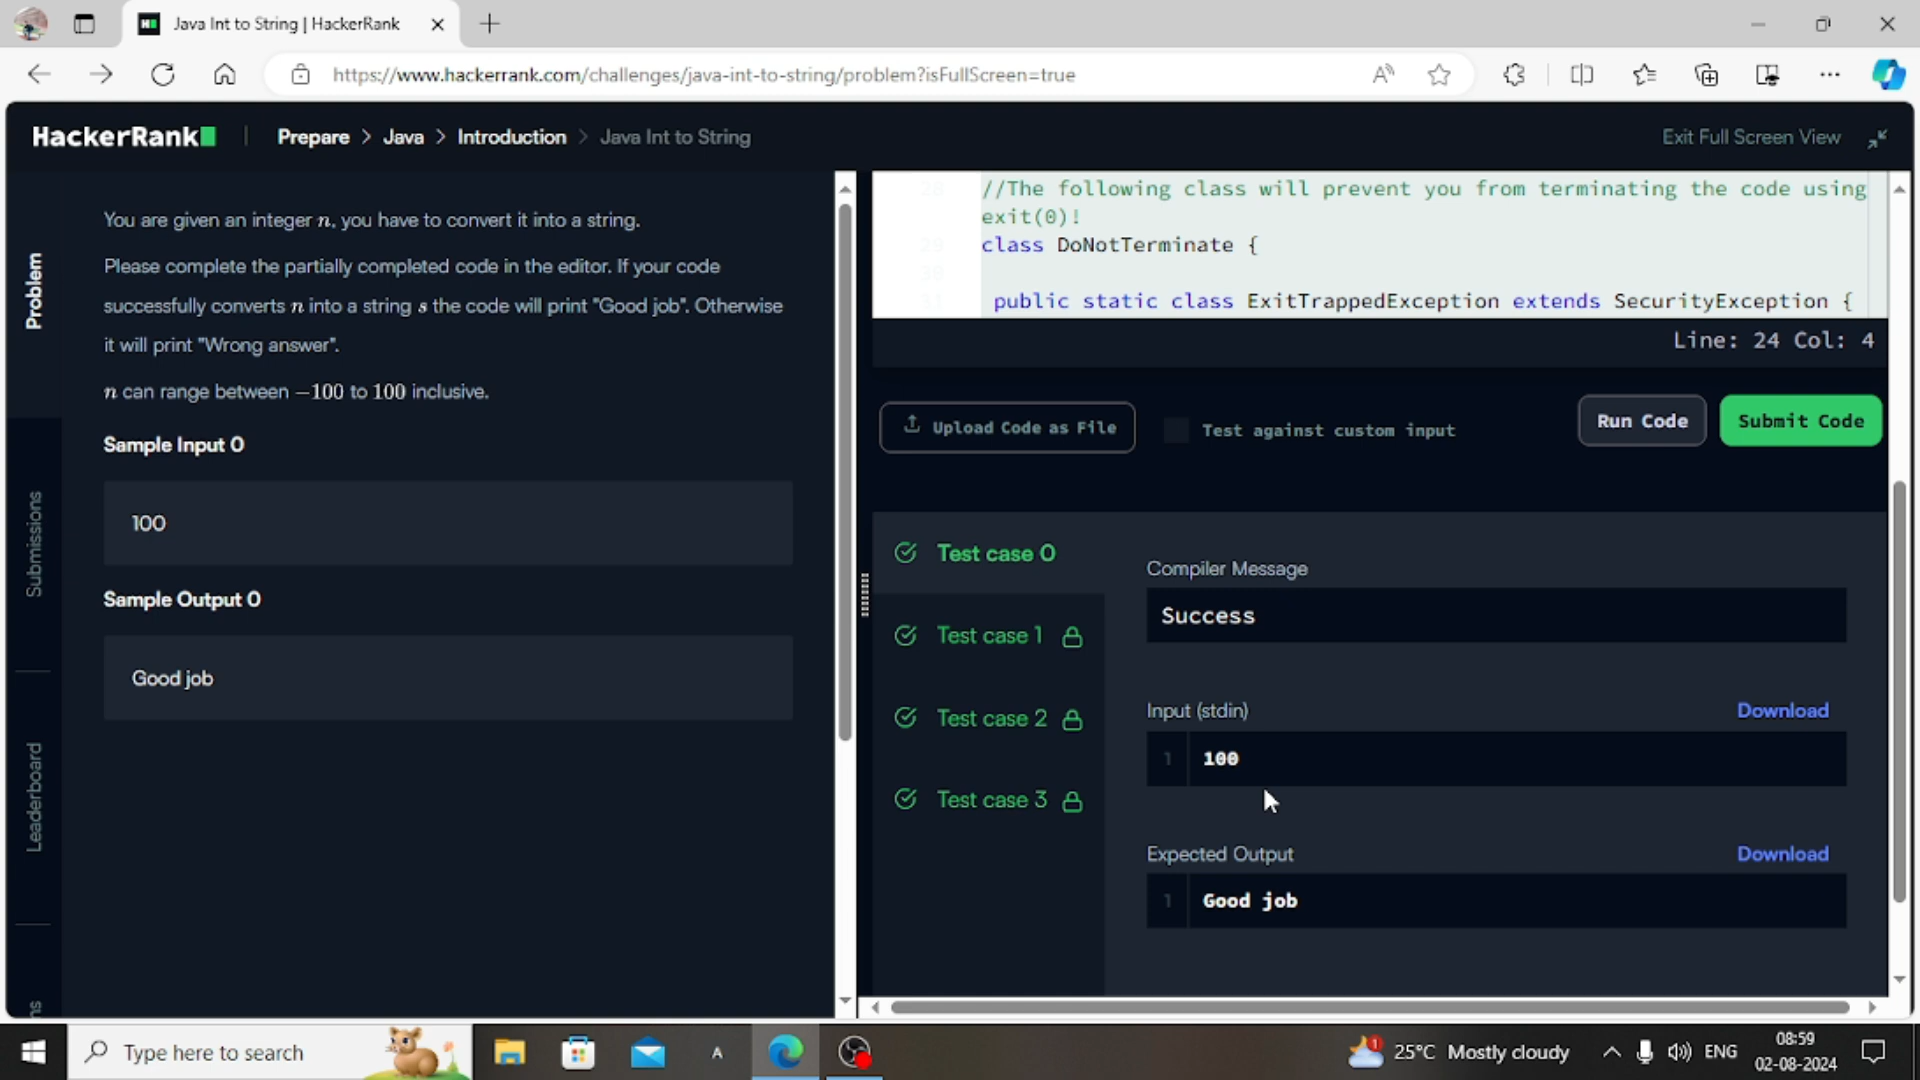 Java Int to String | HackerRank
https://www.hackerrank.com/challenges/java-int-to-string/problem?isFullScreen=true
HackerRank
Prepare > Java > Introduction > Java Int to String
Exit Full Screen View
Problem
Submissions
Leaderboard
You are given an integer n, you have to convert it into a string.
Please complete the partially completed code in the editor. If your code
successfully converts n into a string s the code will print "Good job". Otherwise
it will print "Wrong answer".
n can range between −100 to 100 inclusive.
Sample Input 0
100
Sample Output 0
Good job
28 //The following class will prevent you from terminating the code using
exit(0)!
29 class DoNotTerminate {
30
31 public static class ExitTrappedException extends SecurityException {
Line: 24 Col: 4
Upload Code as File
Test against custom input
Run Code
Submit Code
Test case 0
Test case 1
Test case 2
Test case 3
Compiler Message
Success
Input (stdin)
Download
1 100
Expected Output
Download
1 Good job
Type here to search
A
1
25°C Mostly cloudy
ENG
08:59
02-08-2024